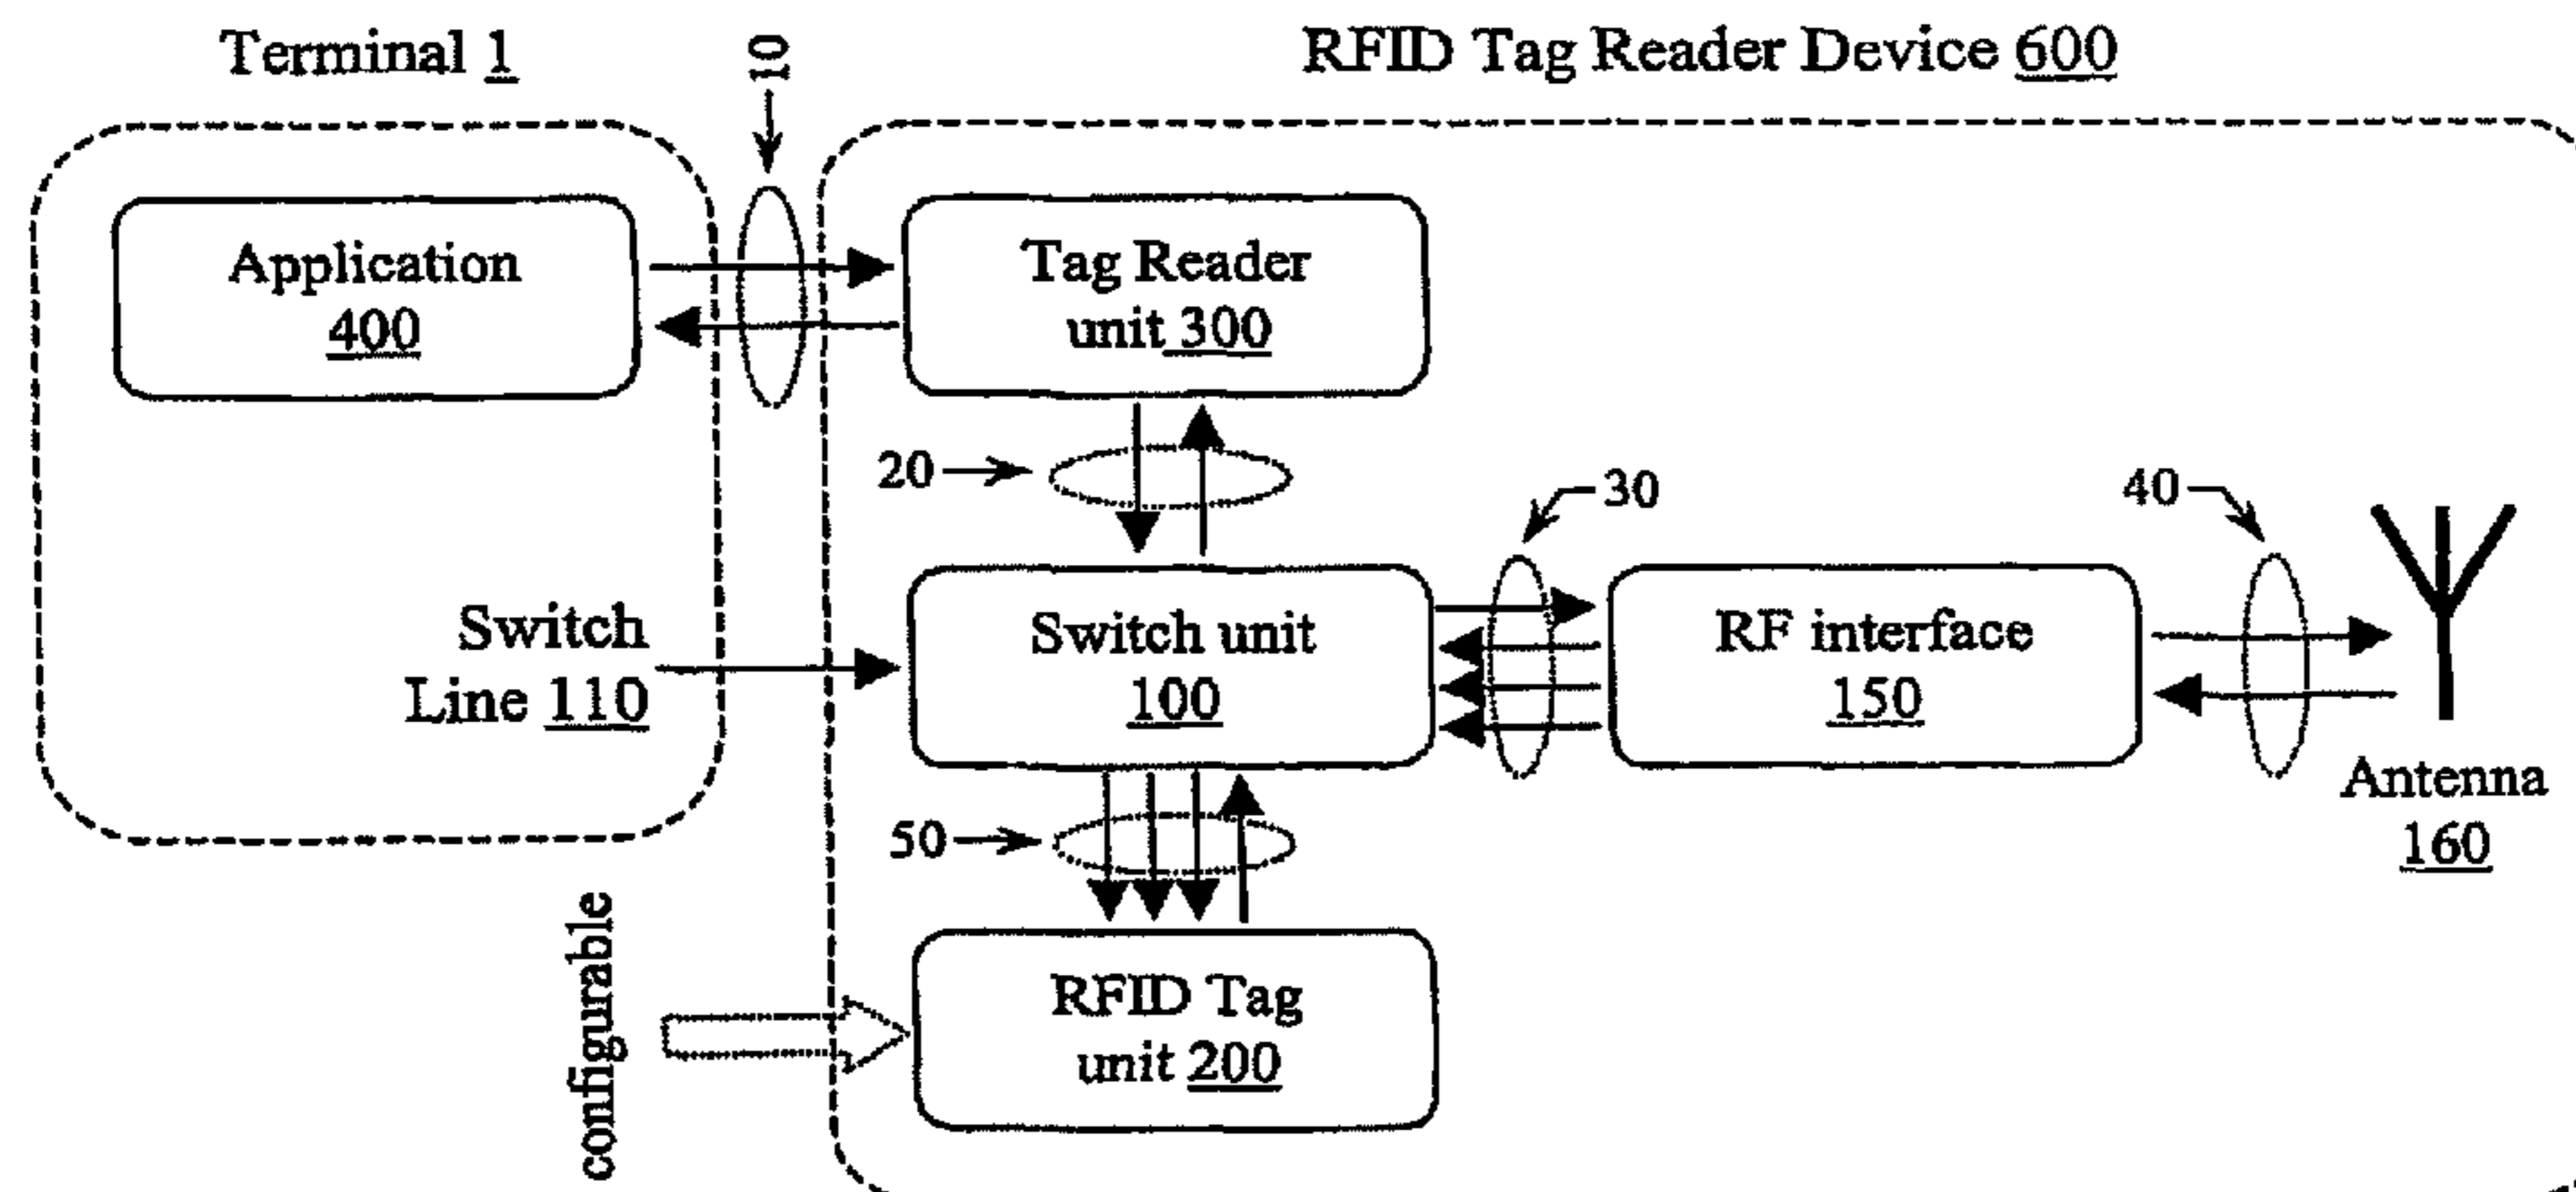 Terminal 1
10
RFID Tag Reader Device 600
Application
400
Tag Reader
unit 300
20
30
40
Switch
Line 110
Switch unit
100
RF interface
150
Antenna
160
50
configurable
RFID Tag
unit 200